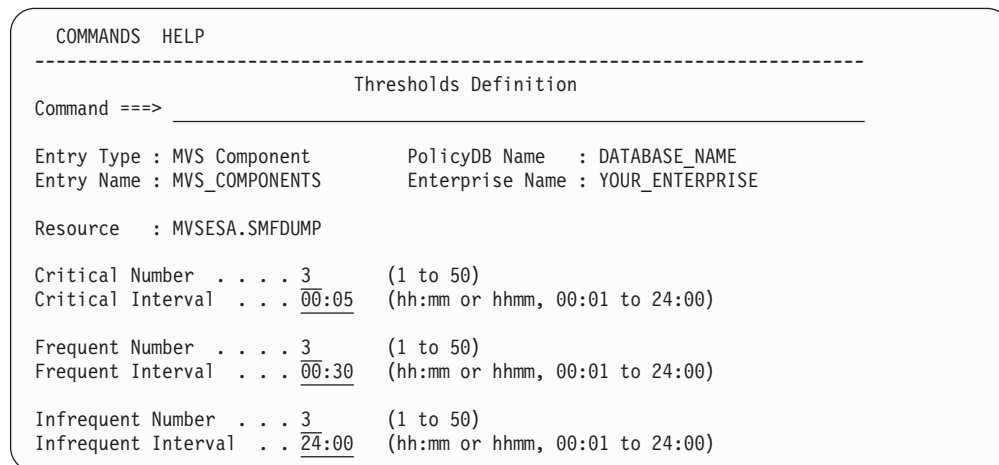 COMMANDS  HELP
-------------------------------------------------------------------------------
Thresholds Definition
Command ===>
Entry Type : MVS Component          PolicyDB Name   : DATABASE_NAME
Entry Name : MVS_COMPONENTS         Enterprise Name : YOUR_ENTERPRISE
Resource   : MVSESA.SMFDUMP
Critical Number  . . . . 3      (1 to 50)
Critical Interval  . . . 00:05  (hh:mm or hhmm, 00:01 to 24:00)
Frequent Number  . . . . 3      (1 to 50)
Frequent Interval  . . . 00:30  (hh:mm or hhmm, 00:01 to 24:00)
Infrequent Number  . . . 3      (1 to 50)
Infrequent Interval  . . 24:00  (hh:mm or hhmm, 00:01 to 24:00)